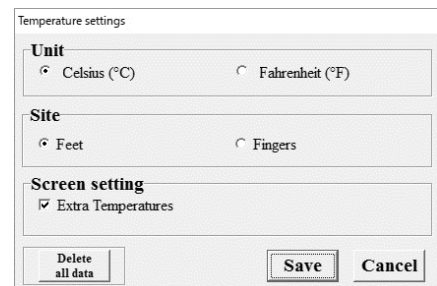 Temperature settings
Unit
Celsius (°C) Fahrenheit (°F)
Site
Feet Fingers
Screen setting
Extra Temperatures
Delete
all data
Save Cancel